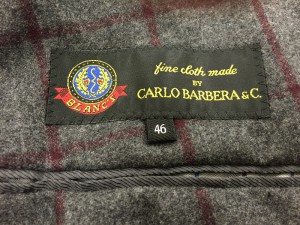 fine cloth made
by
CARLO BARBERA & C.
BLANC'S
46